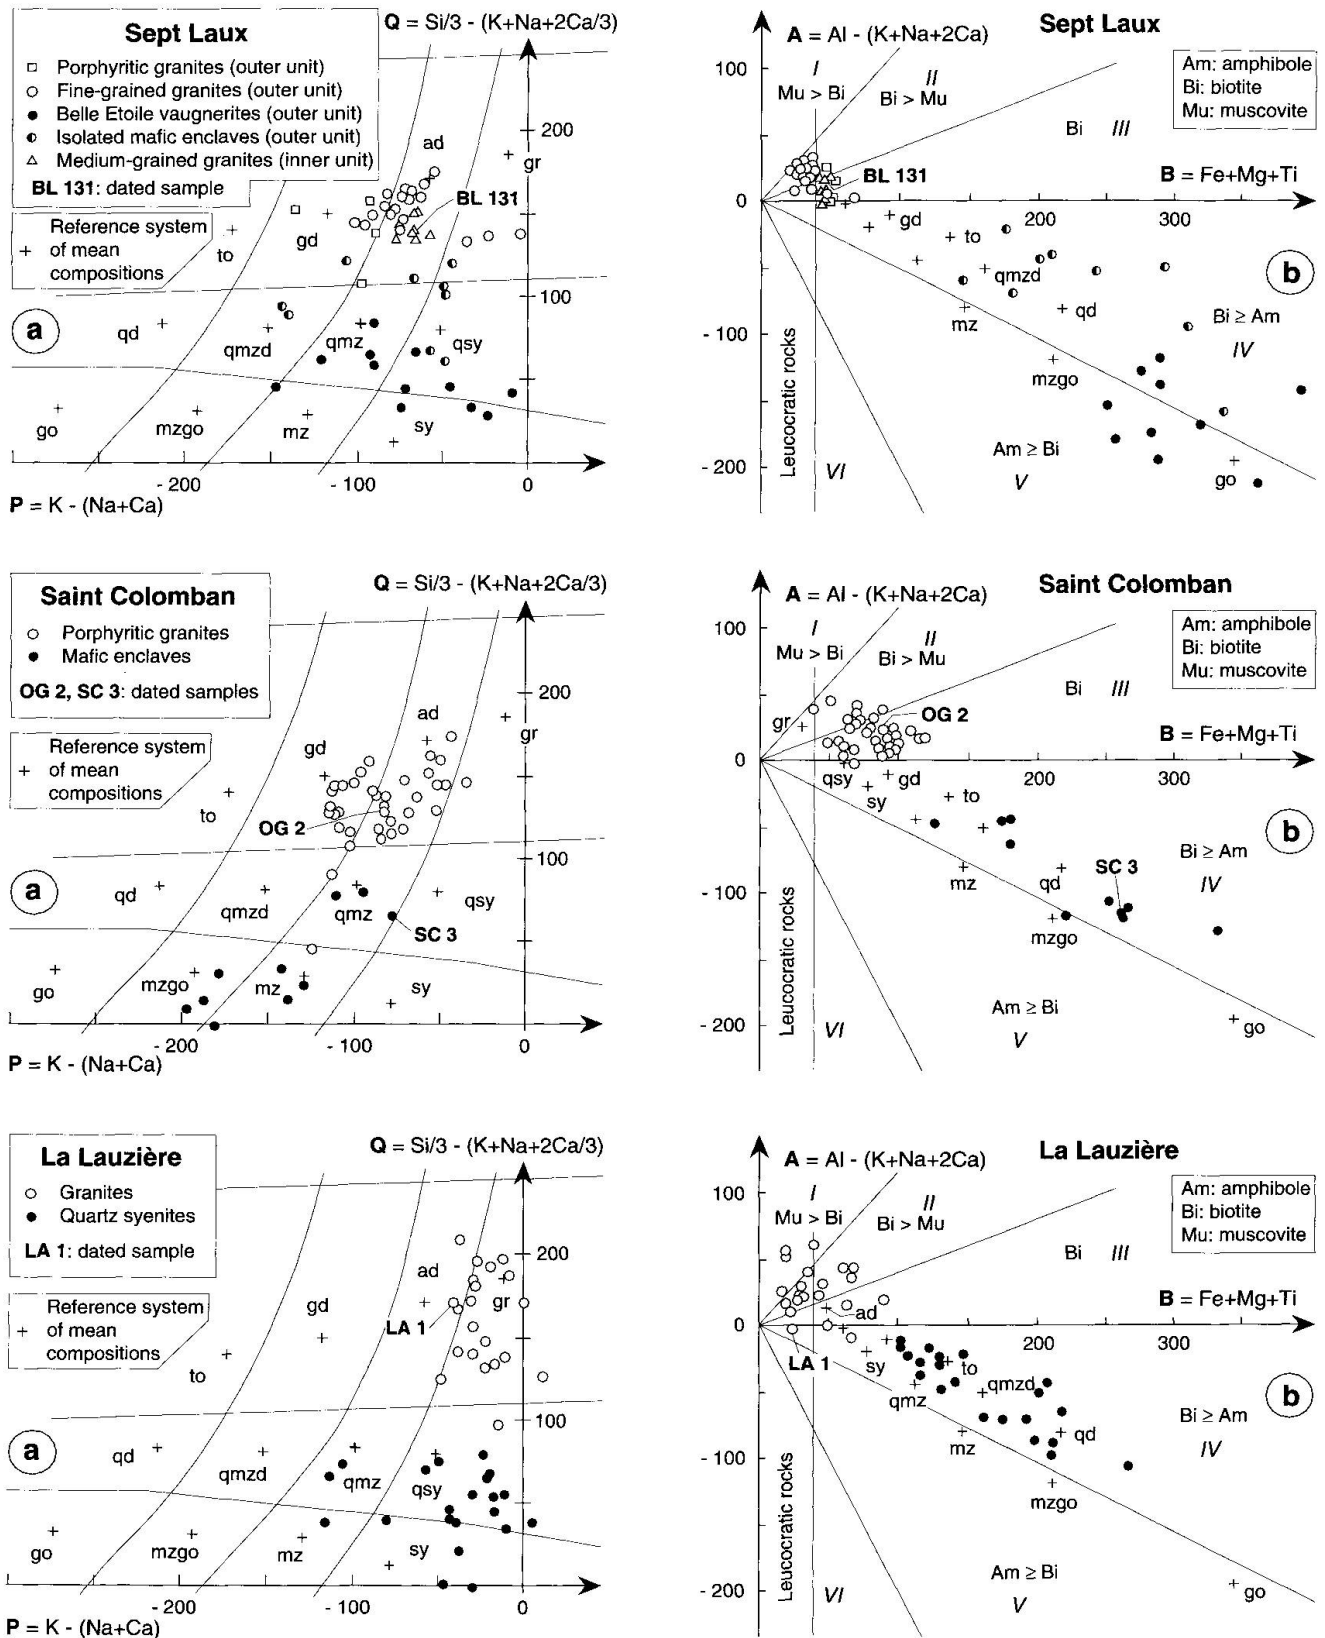 Q = Si/3 - (K+Na+2Ca/3)
Sept Laux
Porphyritic granites (outer unit)
Fine-grained granites (outer unit)
Belle Etoile vaugnerites (outer unit)
Isolated mafic enclaves (outer unit)
Medium-grained granites (inner unit)
BL 131: dated sample
Reference system
+ of mean
compositions
200
ad
gr
BL 131
gd
to
100
a
qd
qmzd
qmz
qsy
go
mzgo
mz
sy
- 200
- 100
0
P = K - (Na+Ca)
Sept Laux
A = Al - (K+Na+2Ca)
100
I
Mu > Bi
II
Bi > Mu
Am: amphibole
Bi: biotite
Mu: muscovite
Bi III
BL 131
B = Fe+Mg+Ti
0
200
300
gd
to
qmzd
qd
mz
mzgo
b
Bi ≥ Am
IV
- 100
Leucocratic rocks
Am ≥ Bi
V
VI
- 200
go
Q = Si/3 - (K+Na+2Ca/3)
Saint Colomban
Porphyritic granites
Mafic enclaves
OG 2, SC 3: dated samples
Reference system
+ of mean
compositions
200
ad
gr
gd
to
OG 2
100
a
qd
qmzd
qmz
qsy
SC 3
go
mzgo
mz
sy
- 200
- 100
0
P = K - (Na+Ca)
Saint Colomban
A = Al - (K+Na+2Ca)
100
I
Mu > Bi
II
Bi > Mu
Am: amphibole
Bi: biotite
Mu: muscovite
Bi III
gr
OG 2
B = Fe+Mg+Ti
0
200
300
qsy
gd
sy
to
b
Bi ≥ Am
IV
SC 3
mz
qd
- 100
mzgo
Leucocratic rocks
Am ≥ Bi
V
VI
- 200
go
Q = Si/3 - (K+Na+2Ca/3)
La Lauzière
Granites
Quartz syenites
LA 1: dated sample
Reference system
+ of mean
compositions
200
ad
gr
gd
LA 1
to
100
a
qd
qmzd
qmz
qsy
go
mzgo
mz
sy
- 200
- 100
0
P = K - (Na+Ca)
La Lauzière
A = Al - (K+Na+2Ca)
100
I
Mu > Bi
II
Bi > Mu
Am: amphibole
Bi: biotite
Mu: muscovite
Bi III
B = Fe+Mg+Ti
ad
0
200
300
LA 1
sy
to
qmz
qmzd
b
Bi ≥ Am
IV
mz
qd
- 100
mzgo
Leucocratic rocks
Am ≥ Bi
V
VI
- 200
go